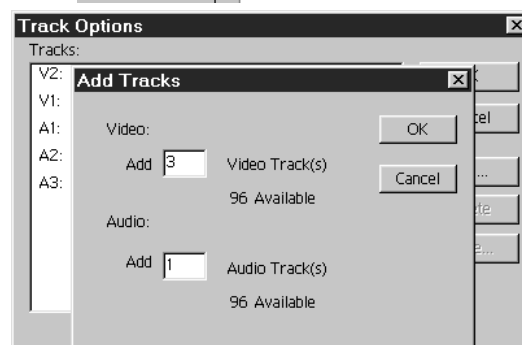 Track Options
Tracks:
V2:
V1:
A1:
A2:
A3:
Add Tracks
Video:
Add 3 Video Track(s)
96 Available
Audio:
Add 1 Audio Track(s)
96 Available
OK
Cancel